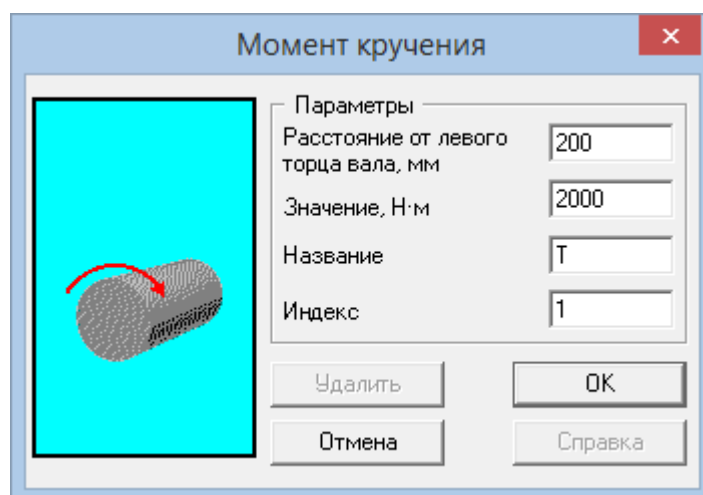 Момент кручения
Параметры
Расстояние от левого
торца вала, мм
200
Значение, Н·м
2000
Название
T
Индекс
1
Удалить
OK
Отмена
Справка